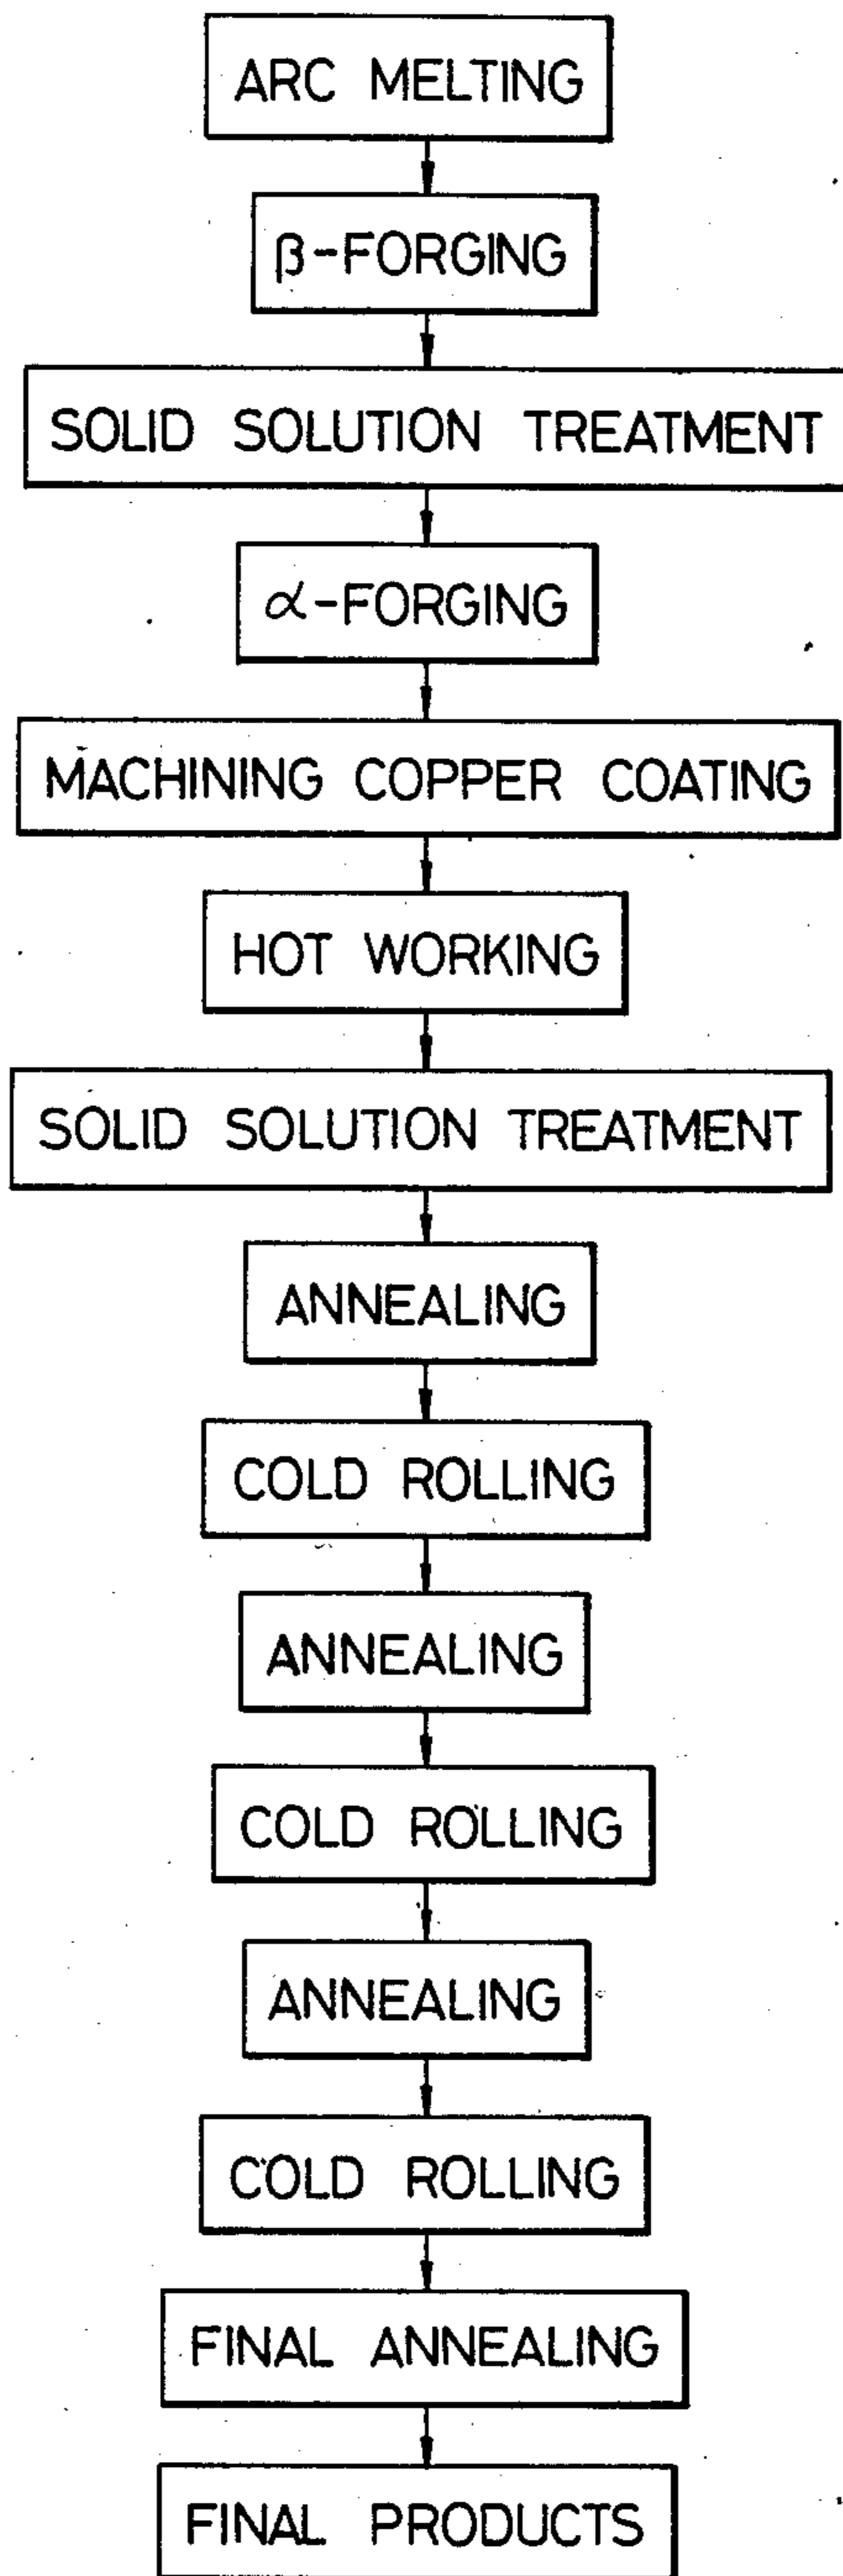 ARC MELTING
β-FORGING
SOLID SOLUTION TREATMENT
α-FORGING
MACHINING COPPER COATING
HOT WORKING
SOLID SOLUTION TREATMENT
ANNEALING
COLD ROLLING
ANNEALING
COLD ROLLING
ANNEALING
COLD ROLLING
FINAL ANNEALING
FINAL PRODUCTS